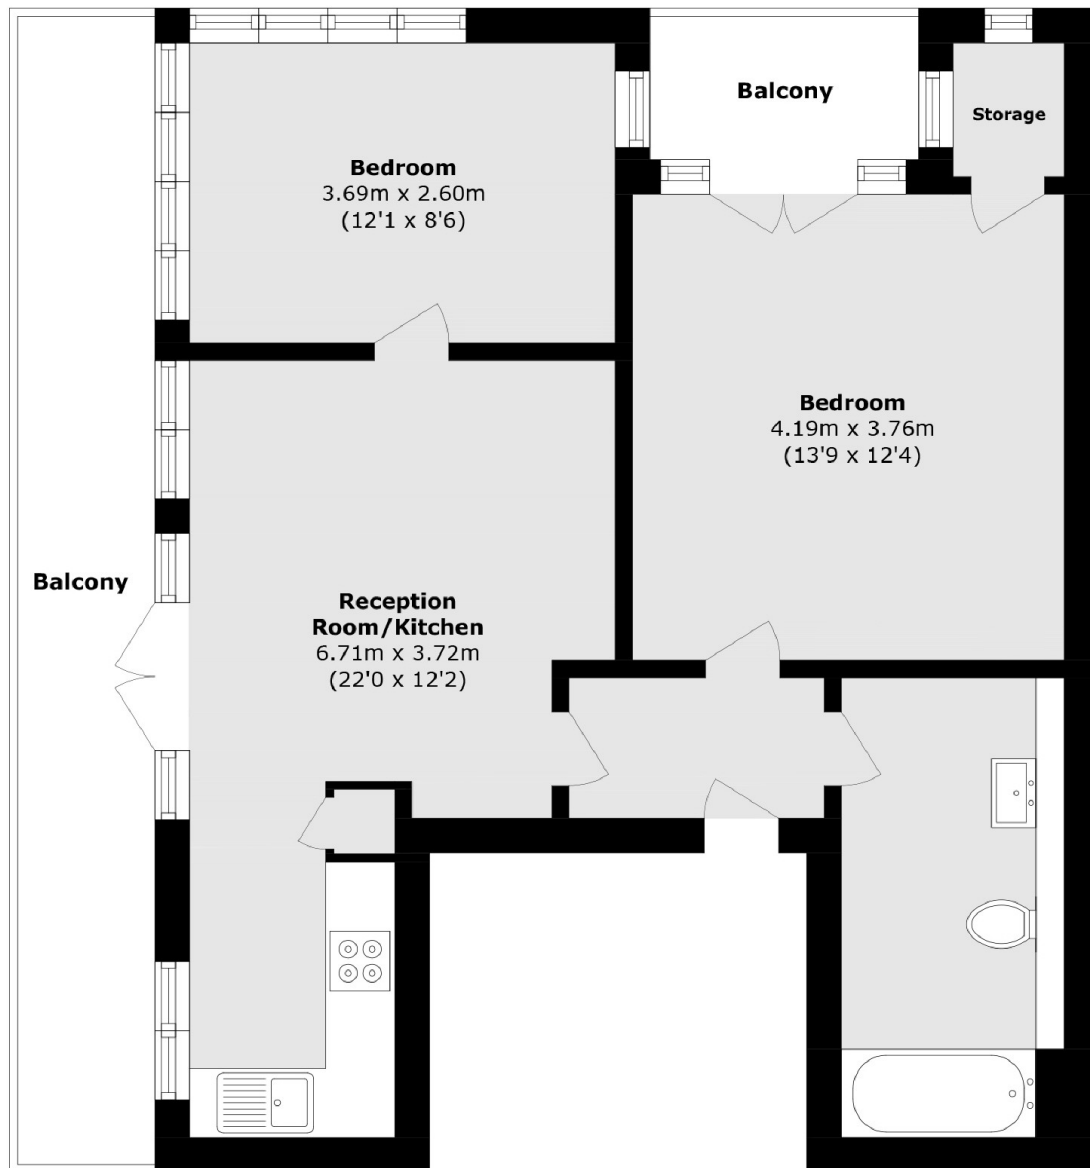 Balcony
Storage
Bedroom
3.69m x 2.60m
(12'1 x 8'6)
Bedroom
4.19m x 3.76m
(13'9 x 12'4)
Balcony
Reception
Room/Kitchen
6.71m x 3.72m
(22'0 x 12'2)